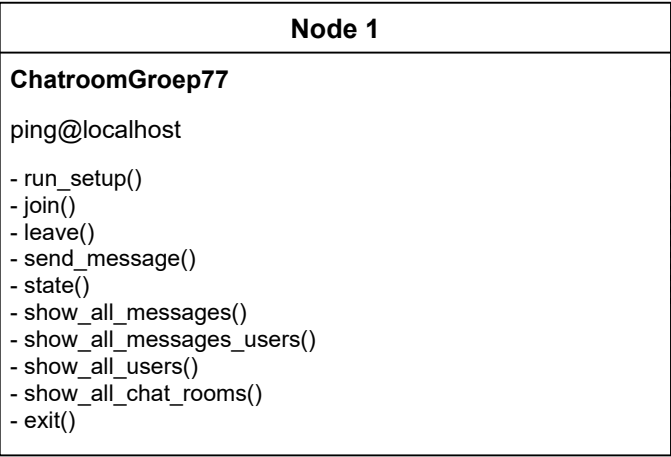 Node 1
ChatroomGroep77
ping@localhost
- run_setup()
- join()
- leave()
- send_message()
- state()
- show_all_messages()
- show_all_messages_users()
- show_all_users()
- show_all_chat_rooms()
- exit()